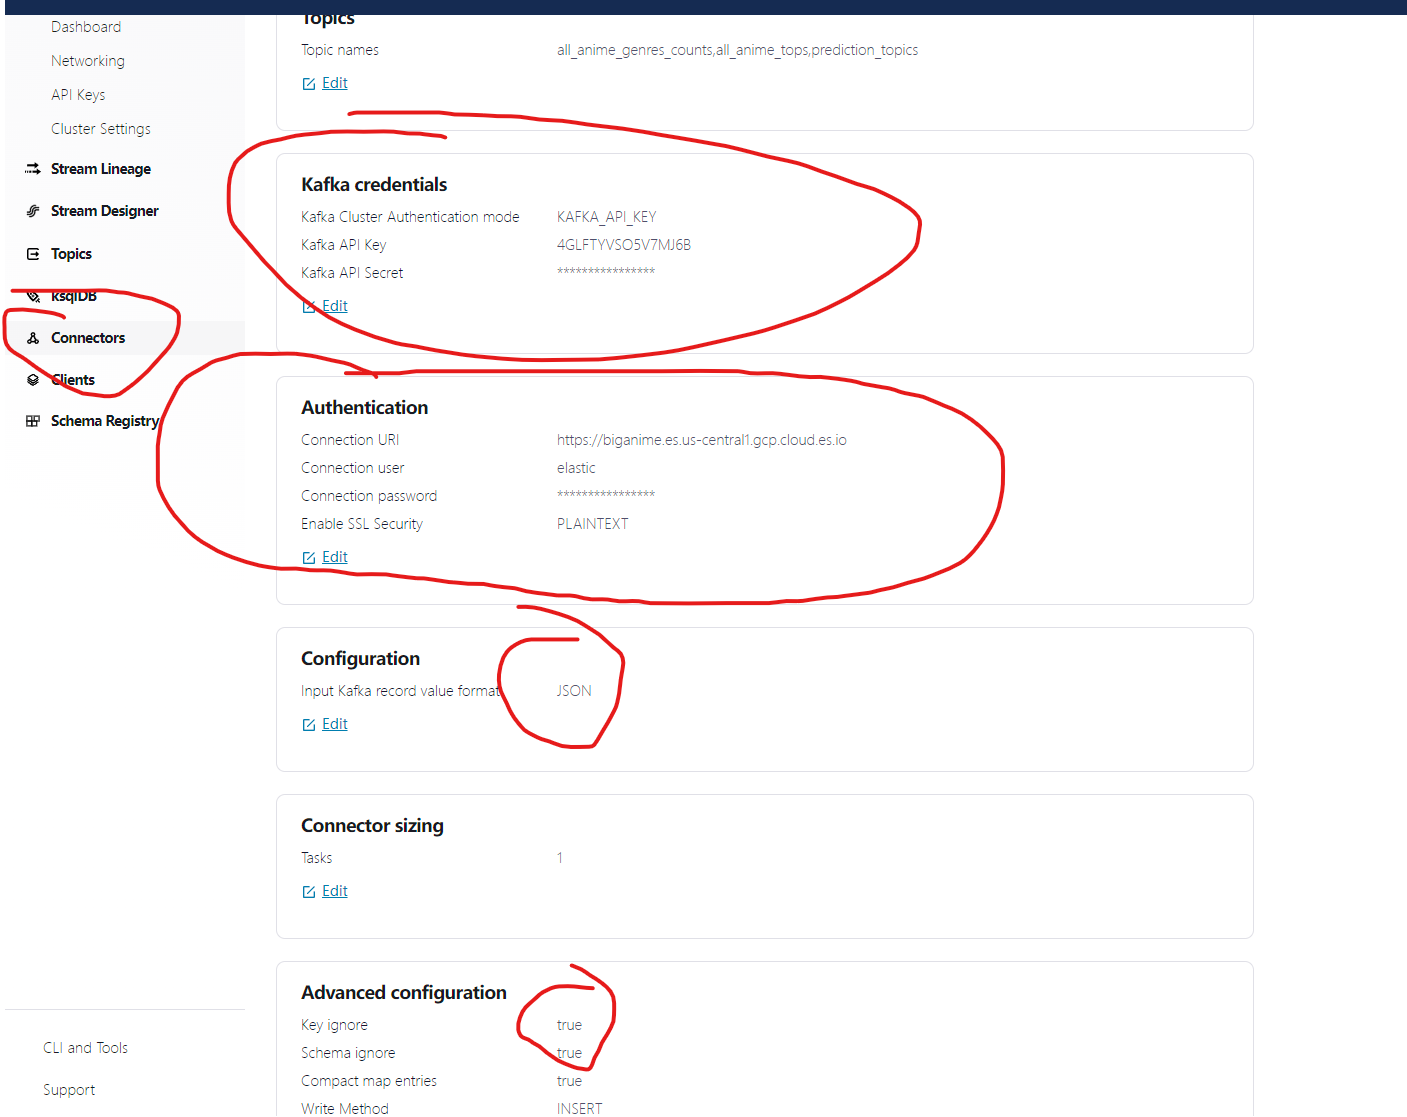 Dashboard
Networking
API Keys
Cluster Settings
Stream Lineage
Stream Designer
Topics
ksqlDB
Connectors
Clients
Schema Registry
CLI and Tools
Support
Topics
Topic names all_anime_genres_counts,all_anime_tops,prediction_topics
Edit
Kafka credentials
Kafka Cluster Authentication mode KAFKA_API_KEY
Kafka API Key 4GLFTYVSO5V7MJ6B
Kafka API Secret ****************
Edit
Authentication
Connection URI https://biganime.es.us-central1.gcp.cloud.es.io
Connection user elastic
Connection password ****************
Enable SSL Security PLAINTEXT
Edit
Configuration
Input Kafka record value format JSON
Edit
Connector sizing
Tasks 1
Edit
Advanced configuration
Key ignore true
Schema ignore true
Compact map entries true
Write Method INSERT